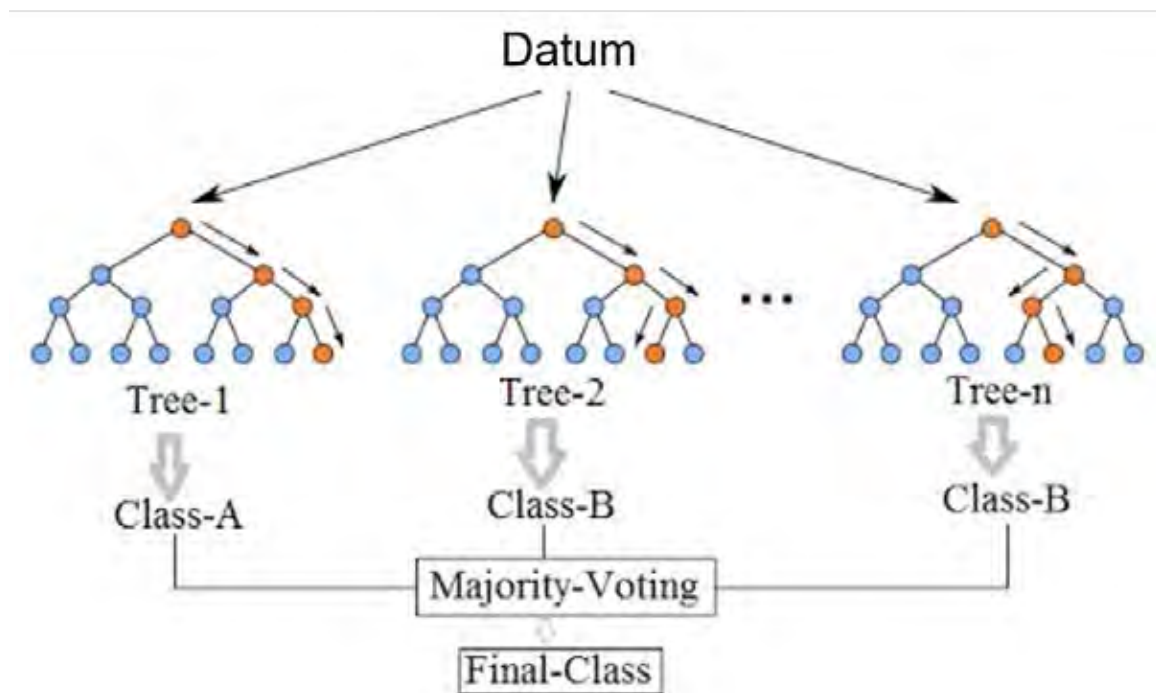 Datum
Tree-1
Tree-2
...
Tree-n
Class-A
Class-B
Class-B
Majority-Voting
Final-Class